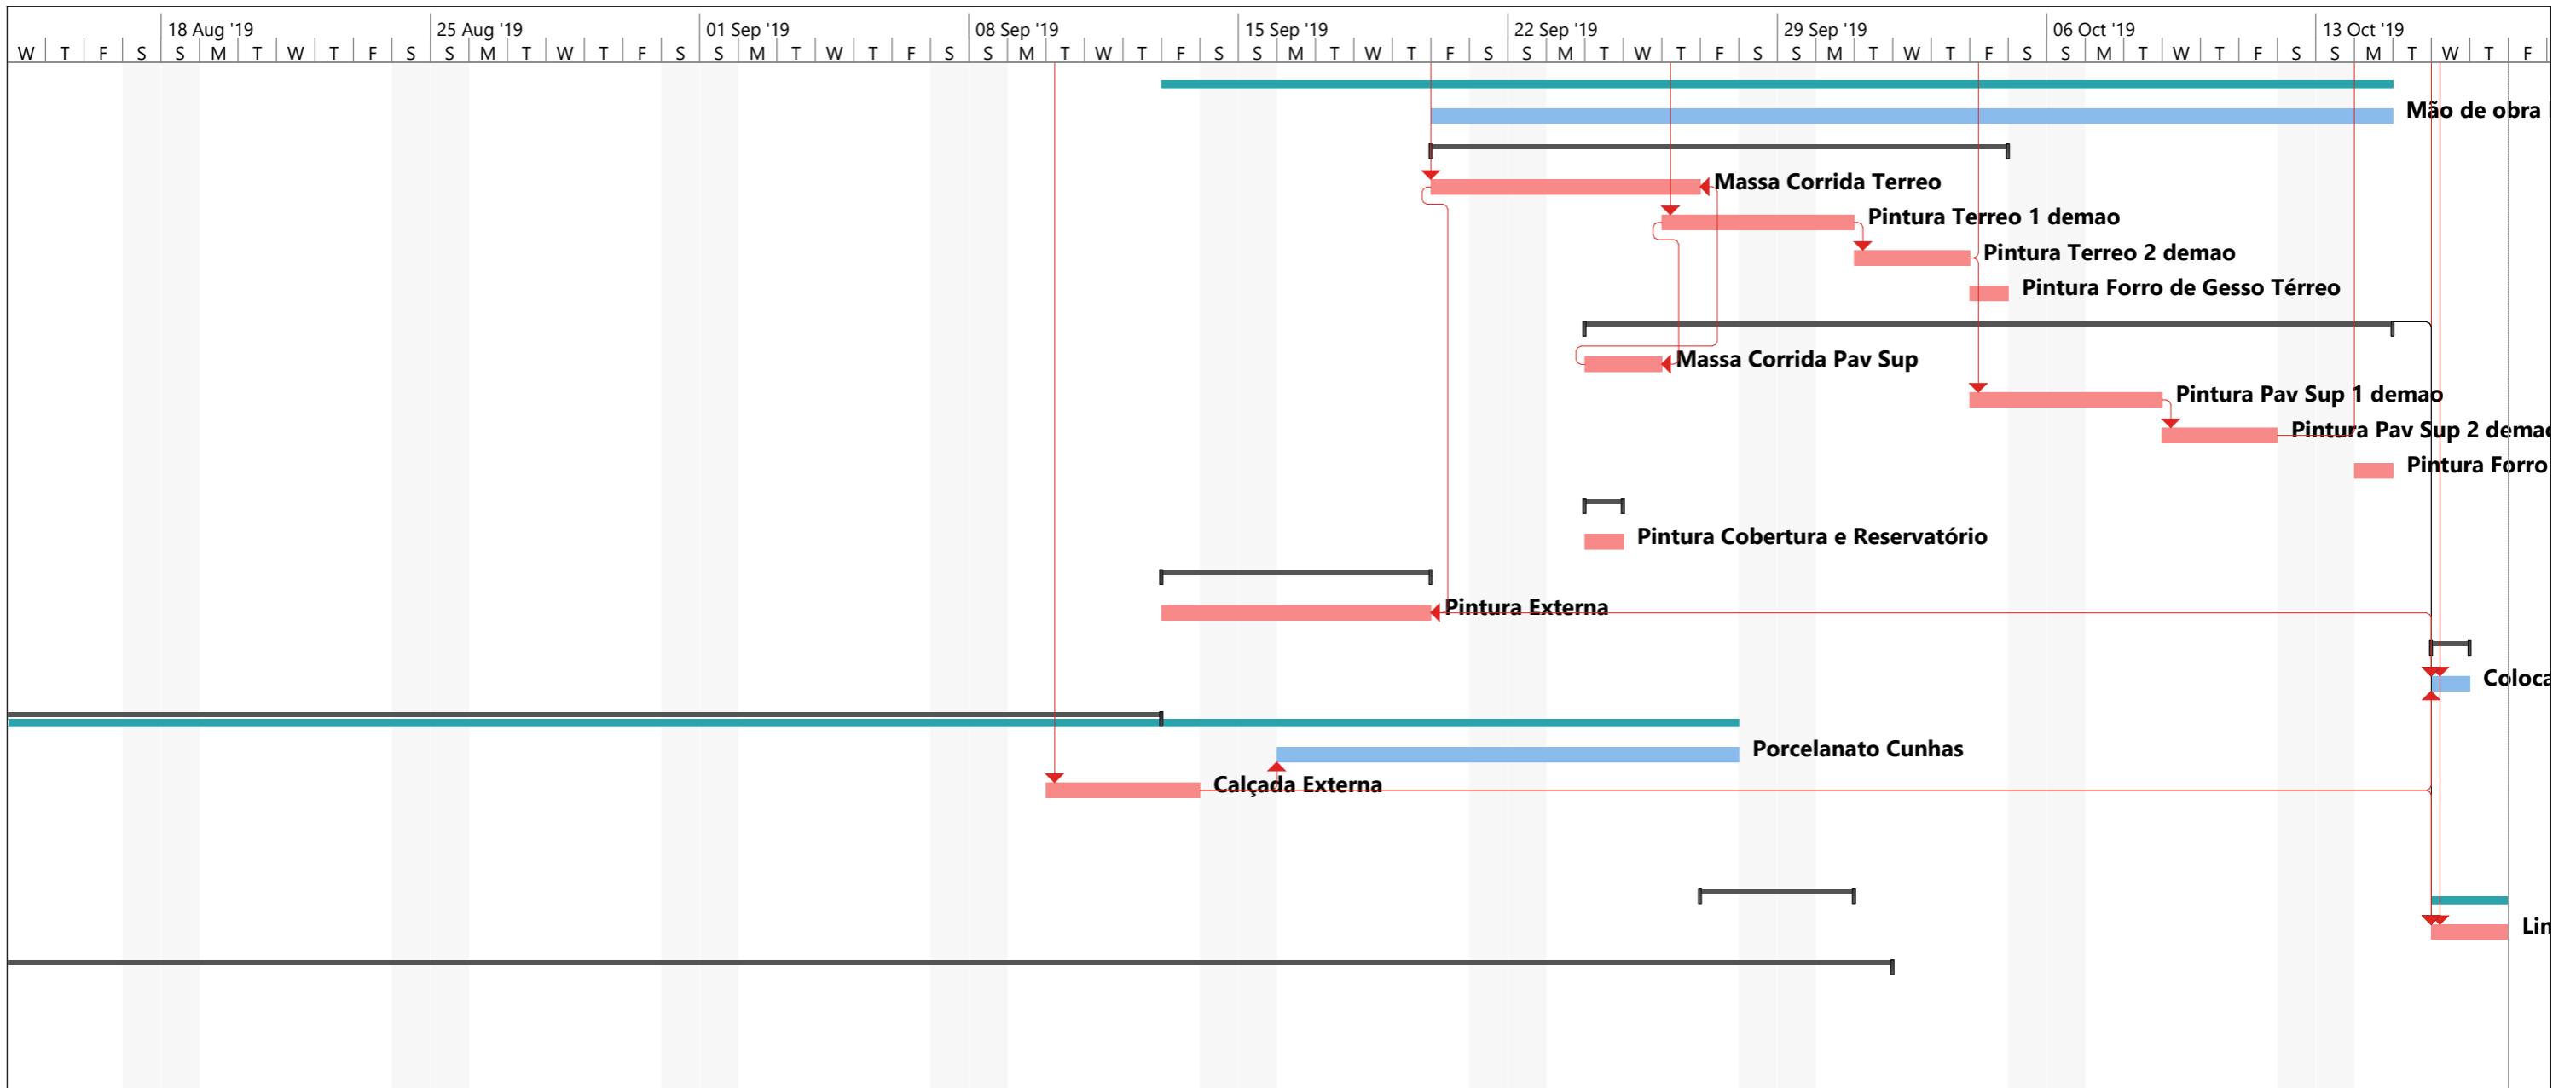 18 Aug '19 25 Aug '19 01 Sep '19 08 Sep '19 15 Sep '19 22 Sep '19 29 Sep '19 06 Oct '19 13 Oct '19
W T F S S M T W T F S S M T W T F S S M T W T F S S M T W T F S S M T W T F S S M T W T F S S M T W T F S S M T W T F S S M T W T F
Mão de obra
Massa Corrida Terreo
Pintura Terreo 1 demao
Pintura Terreo 2 demao
Pintura Forro de Gesso Térreo
Massa Corrida Pav Sup
Pintura Pav Sup 1 demao
Pintura Pav Sup 2 demao
Pintura Forro
Pintura Cobertura e Reservatório
Pintura Externa
Coloca
Porcelanato Cunhas
Calçada Externa
Lin